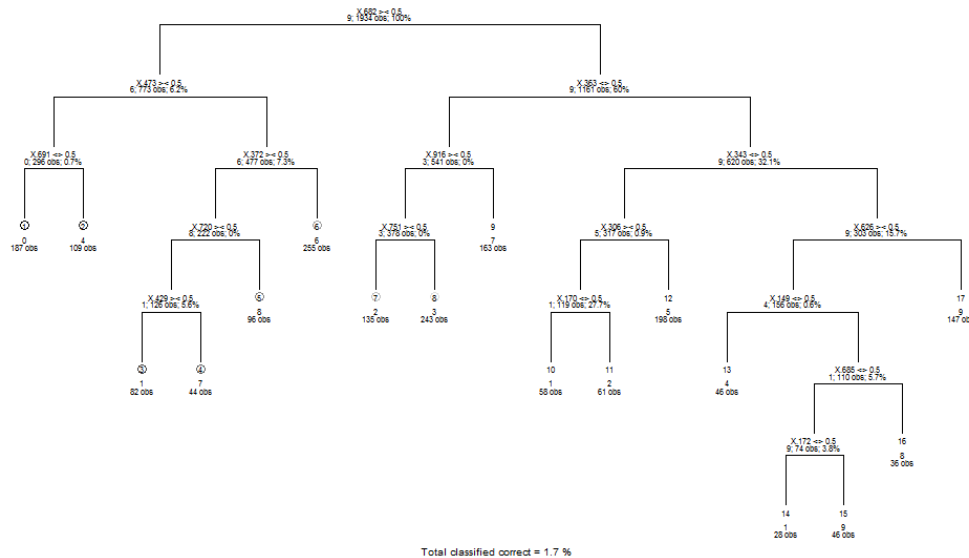 X.682 >< 0.5
9; 1934 obs; 100%
X.473 >< 0.5
6; 773 obs; 6.2%
X.363 <> 0.5
9; 1161 obs; 60%
X.691 <> 0.5
0; 296 obs; 0.7%
X.372 >< 0.5
6; 477 obs; 7.3%
X.916 >< 0.5
3; 541 obs; 0%
X.343 <> 0.5
9; 620 obs; 32.1%
1
0
187 obs
2
4
109 obs
X.720 >< 0.5
8; 222 obs; 0%
6
6
255 obs
X.751 >< 0.5
3; 378 obs; 0%
9
7
163 obs
X.306 >< 0.5
5; 317 obs; 0.9%
X.626 >< 0.5
9; 303 obs; 15.7%
X.429 >< 0.5
1; 126 obs; 5.6%
5
8
96 obs
7
2
135 obs
8
3
243 obs
X.170 <> 0.5
1; 119 obs; 27.7%
12
5
198 obs
X.149 <> 0.5
4; 156 obs; 0.6%
17
9
147 ob
3
1
82 obs
4
7
44 obs
10
1
58 obs
11
2
61 obs
13
4
46 obs
X.685 <> 0.5
1; 110 obs; 5.7%
X.172 <> 0.5
9; 74 obs; 3.8%
16
8
36 obs
14
1
28 obs
15
9
46 obs
Total classified correct = 1.7 %